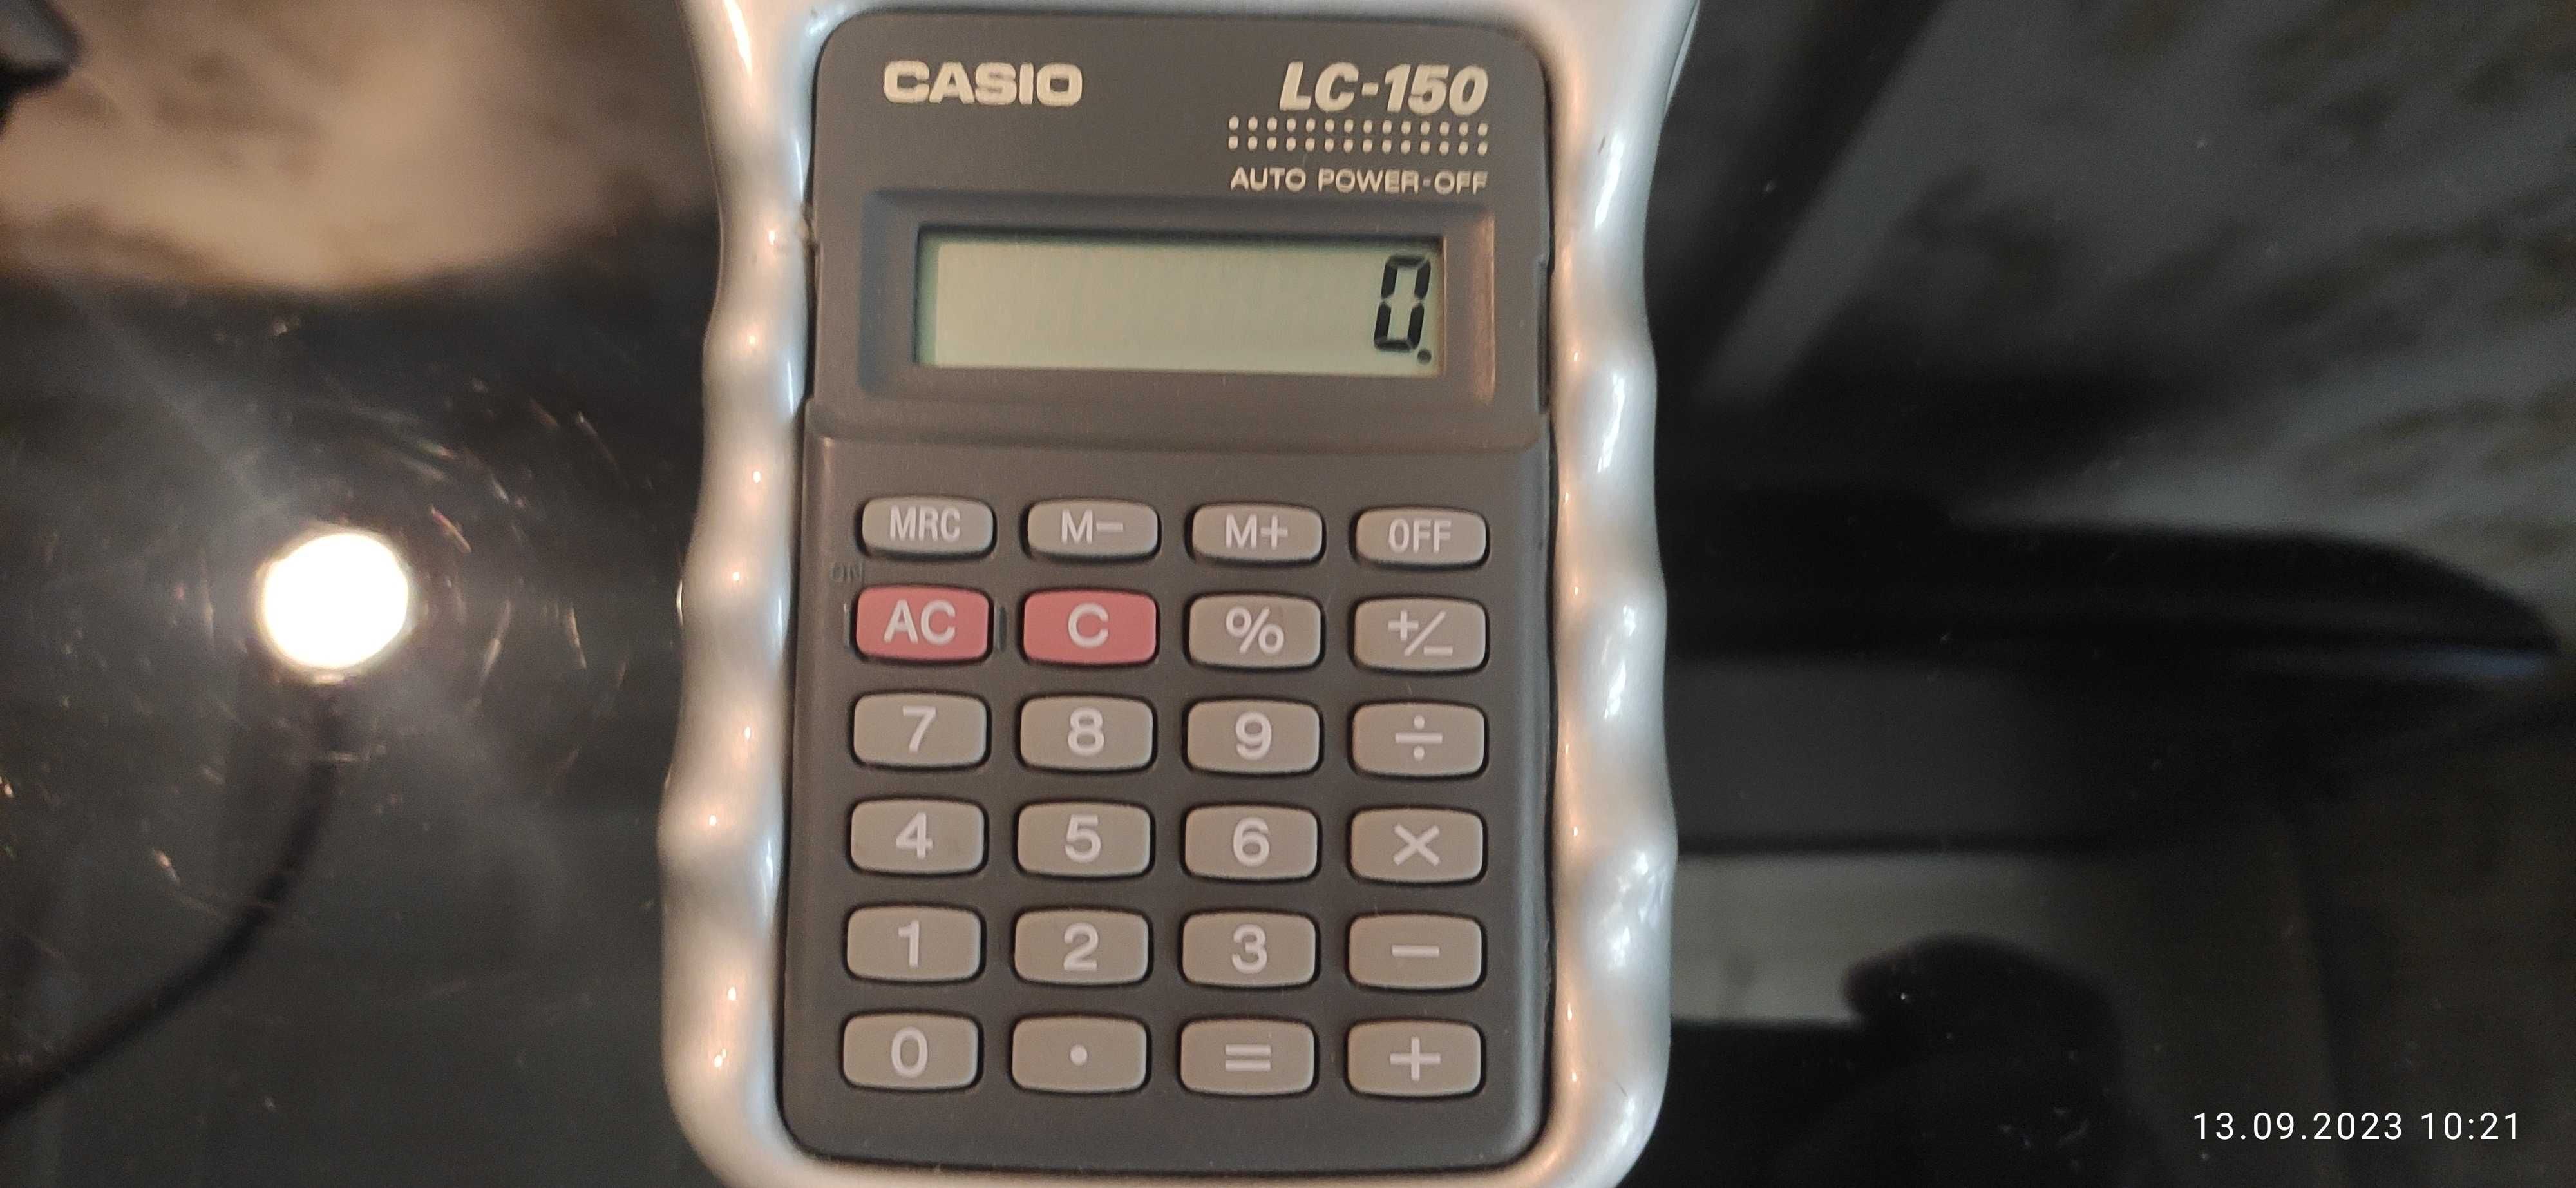 CASIO LC-150
AUTO POWER-OFF
0.
MRC M− M+ OFF
ON
AC C % +/−
7 8 9 ÷
4 5 6 ×
1 2 3 −
0 . = +
13.09.2023 10:21